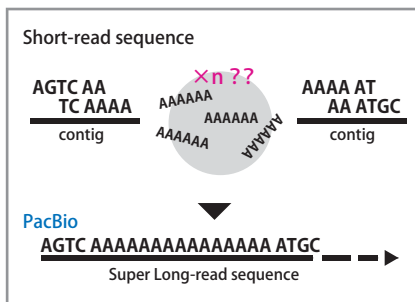 Short-read sequence
×n ??
AGTC AA
TC AAAA
contig
AAAAAA
AAAAAA
AAAAAA
AAAAA
AAAA AT
AA ATGC
contig
PacBio
AGTC AAAAAAAAAAAAAAA ATGC
Super Long-read sequence